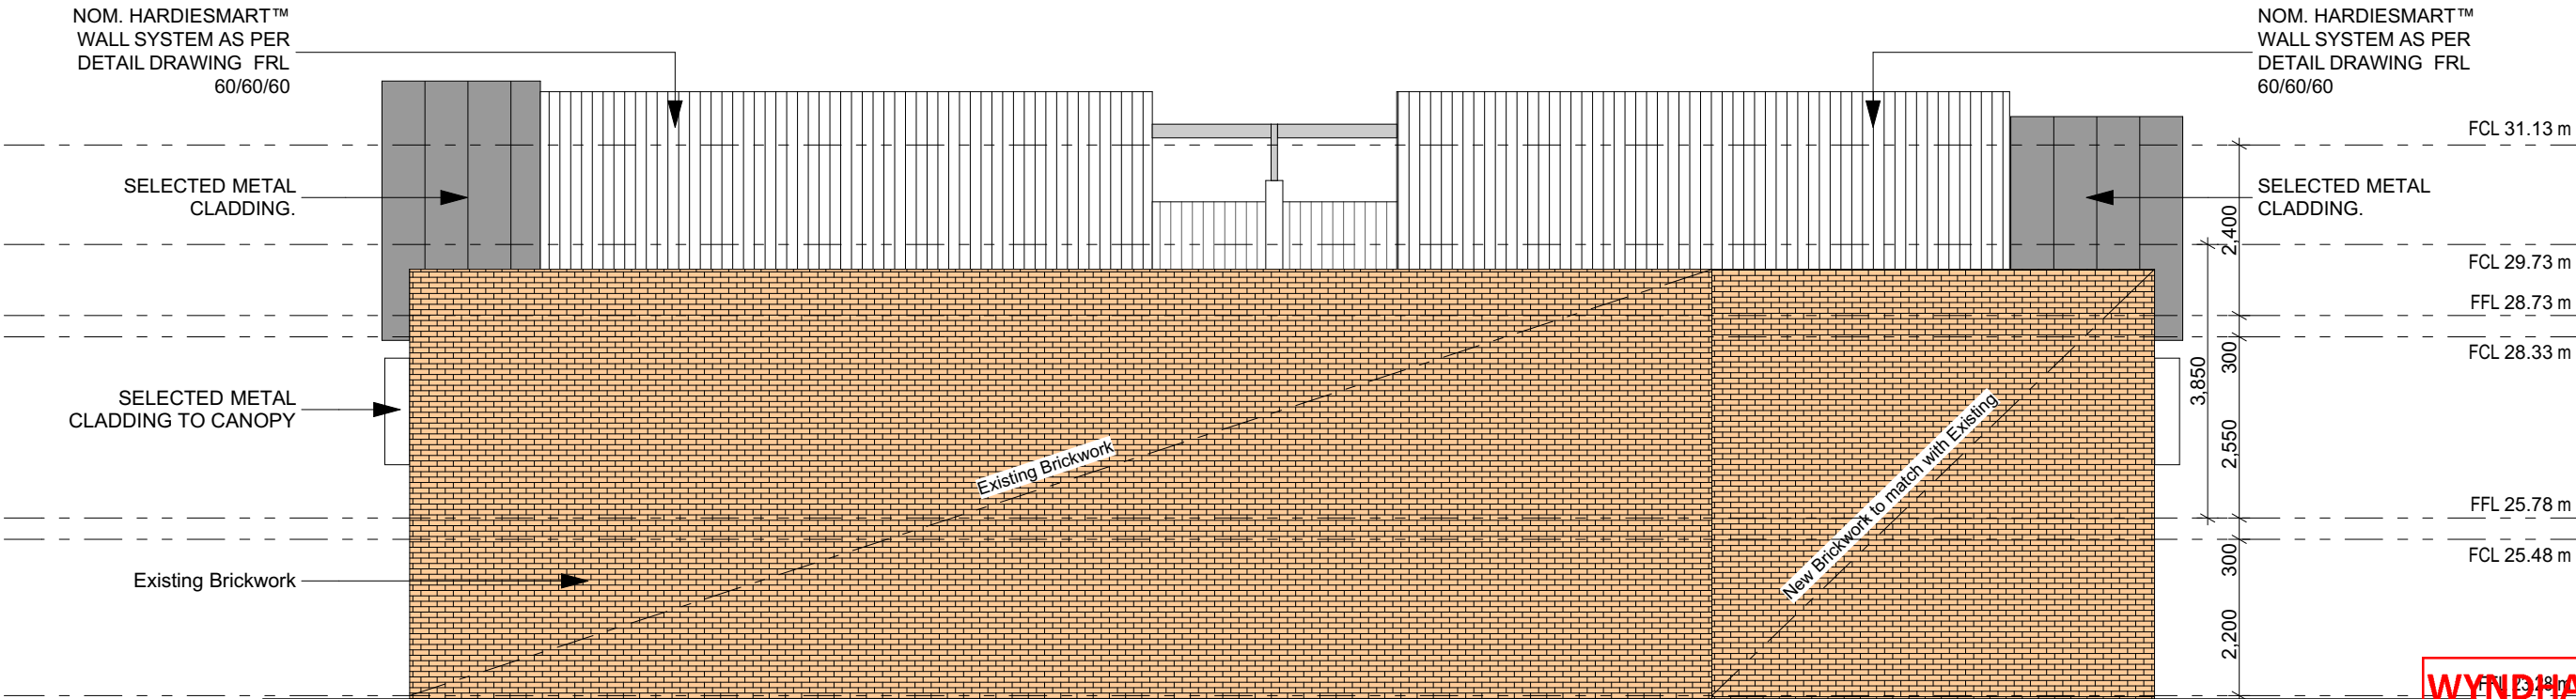 NOM. HARDIESMART™
WALL SYSTEM AS PER
DETAIL DRAWING FRL
60/60/60
NOM. HARDIESMART™
WALL SYSTEM AS PER
DETAIL DRAWING FRL
60/60/60
FCL 31.13 m
SELECTED METAL
CLADDING.
SELECTED METAL
CLADDING.
2,400
FCL 29.73 m
FFL 28.73 m
300
FCL 28.33 m
3,850
SELECTED METAL
CLADDING TO CANOPY
Existing Brickwork
New Brickwork to match with Existing
2,550
FFL 25.78 m
300
FCL 25.48 m
Existing Brickwork
2,200